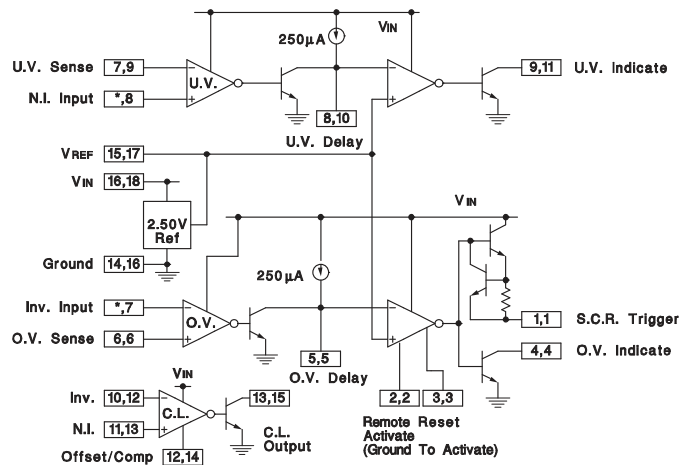 VIN
250µA
U.V. Sense 7,9
U.V.
9,11 U.V. Indicate
N.I. Input *,8
8,10
U.V. Delay
VREF 15,17
VIN 16,18
2.50V
Ref
VIN
Ground 14,16
250µA
Inv. Input *,7
O.V.
1,1 S.C.R. Trigger
O.V. Sense 6,6
5,5
4,4 O.V. Indicate
O.V. Delay
VIN
2,2 3,3
Inv. 10,12
C.L.
13,15
Remote Reset
Activate
(Ground To Activate)
N.I. 11,13
C.L.
Output
Offset/Comp 12,14